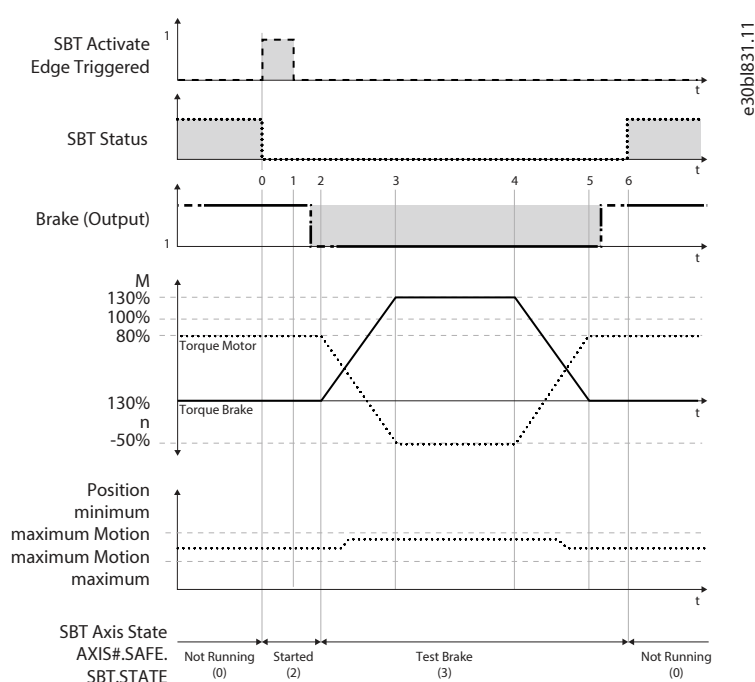 e30bl831.11
SBT Activate
Edge Triggered
1
t
SBT Status
t
0 1 2 3 4 5 6
Brake (Output)
1
t
M
130%
100%
80%
Torque Motor
130%
Torque Brake
t
n
-50%
Position
minimum
maximum Motion
maximum Motion
maximum
t
SBT Axis State
AXIS#.SAFE.
SBT.STATE
Not Running
(0)
Started
(2)
Test Brake
(3)
Not Running
(0)